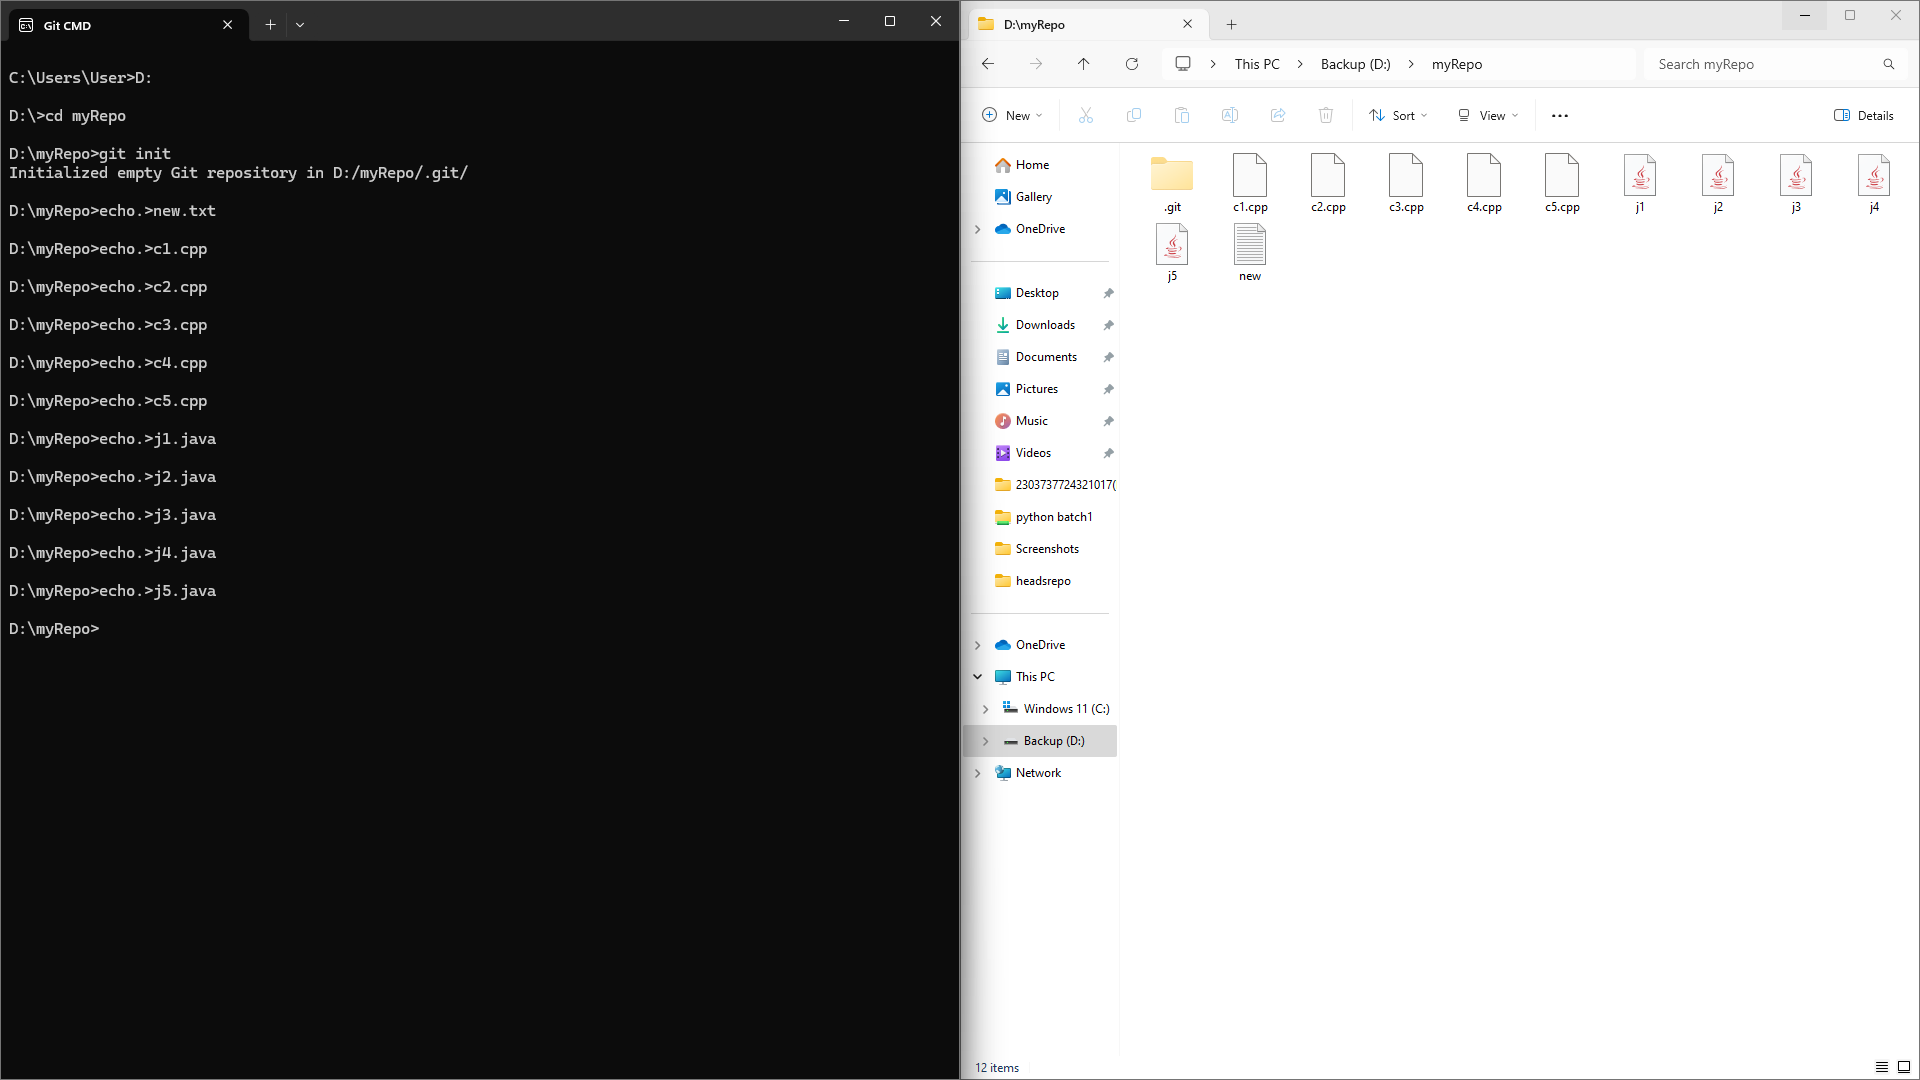 Git CMD
C:\Users\User>D:
D:\>cd myRepo
D:\myRepo>git init
Initialized empty Git repository in D:/myRepo/.git/
D:\myRepo>echo.>new.txt
D:\myRepo>echo.>c1.cpp
D:\myRepo>echo.>c2.cpp
D:\myRepo>echo.>c3.cpp
D:\myRepo>echo.>c4.cpp
D:\myRepo>echo.>c5.cpp
D:\myRepo>echo.>j1.java
D:\myRepo>echo.>j2.java
D:\myRepo>echo.>j3.java
D:\myRepo>echo.>j4.java
D:\myRepo>echo.>j5.java
D:\myRepo>
D:\myRepo
This PC > Backup (D:) > myRepo
Search myRepo
New
Sort
View
Details
Home
Gallery
OneDrive
Desktop
Downloads
Documents
Pictures
Music
Videos
2303737724321017(
python batch1
Screenshots
headsrepo
OneDrive
This PC
Windows 11 (C:)
Backup (D:)
Network
.git c1.cpp c2.cpp c3.cpp c4.cpp c5.cpp j1 j2 j3 j4
j5 new
12 items